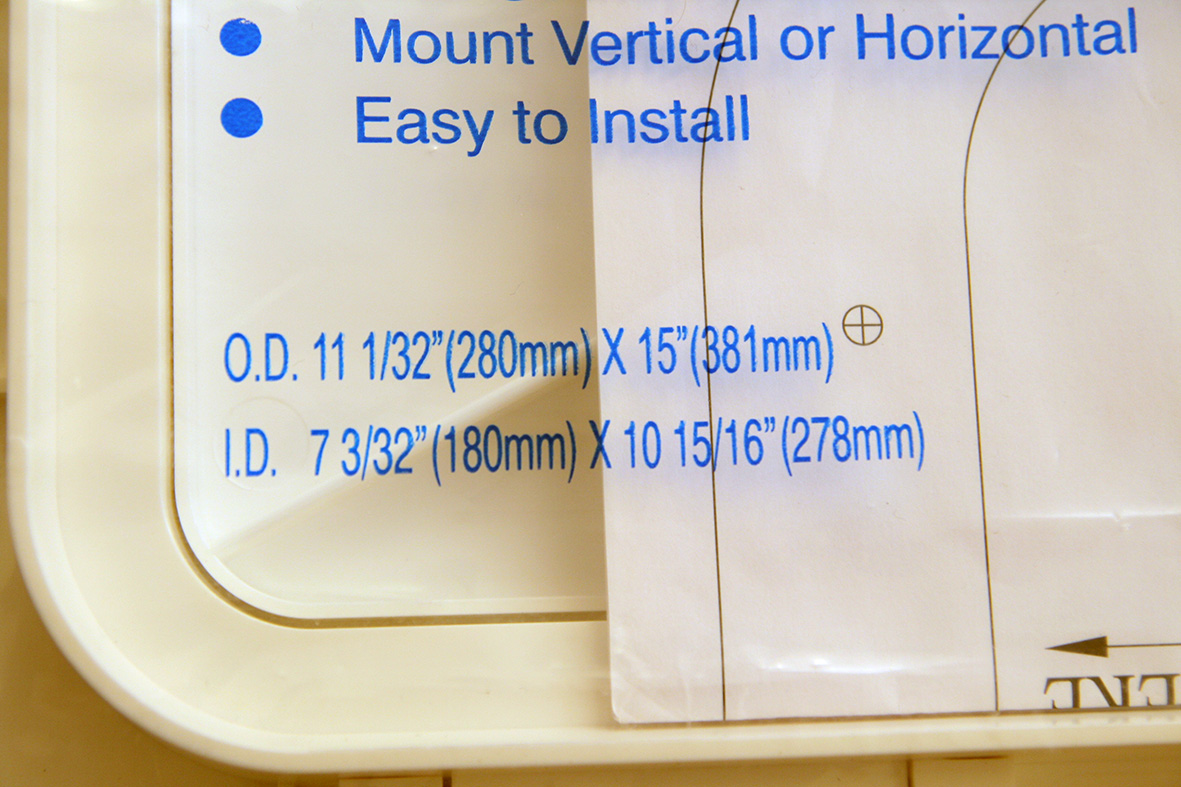 ● Mount Vertical or Horizontal
● Easy to Install
O.D. 11 1/32”(280mm) X 15”(381mm)
I.D. 7 3/32”(180mm) X 10 15/16”(278mm)